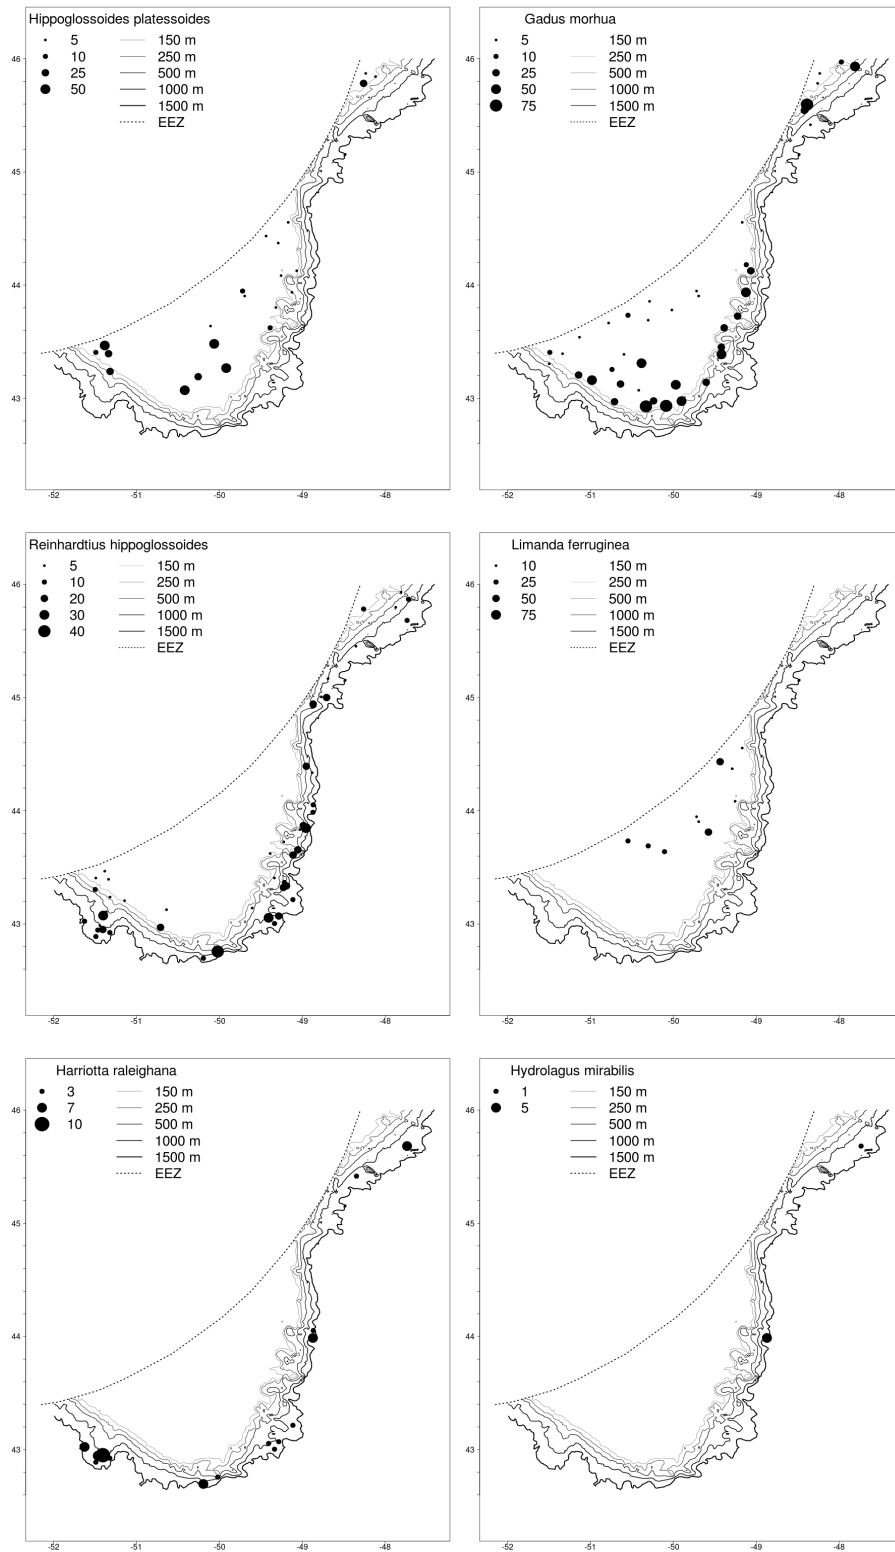 Hippoglossoides platessoides
5 150 m
10 250 m
25 500 m
50 1000 m
1500 m
EEZ
46
45
44
43
-52 -51 -50 -49 -48
Gadus morhua
5 150 m
10 250 m
25 500 m
50 1000 m
75 1500 m
EEZ
46
45
44
43
-52 -51 -50 -49 -48
Reinhardtius hippoglossoides
5 150 m
10 250 m
20 500 m
30 1000 m
40 1500 m
EEZ
46
45
44
43
-52 -51 -50 -49 -48
Limanda ferruginea
10 150 m
25 250 m
50 500 m
75 1000 m
1500 m
EEZ
46
45
44
43
-52 -51 -50 -49 -48
Harriotta raleighana
3 150 m
7 250 m
10 500 m
1000 m
1500 m
EEZ
46
45
44
43
-52 -51 -50 -49 -48
Hydrolagus mirabilis
1 150 m
5 250 m
500 m
1000 m
1500 m
EEZ
46
45
44
43
-52 -51 -50 -49 -48